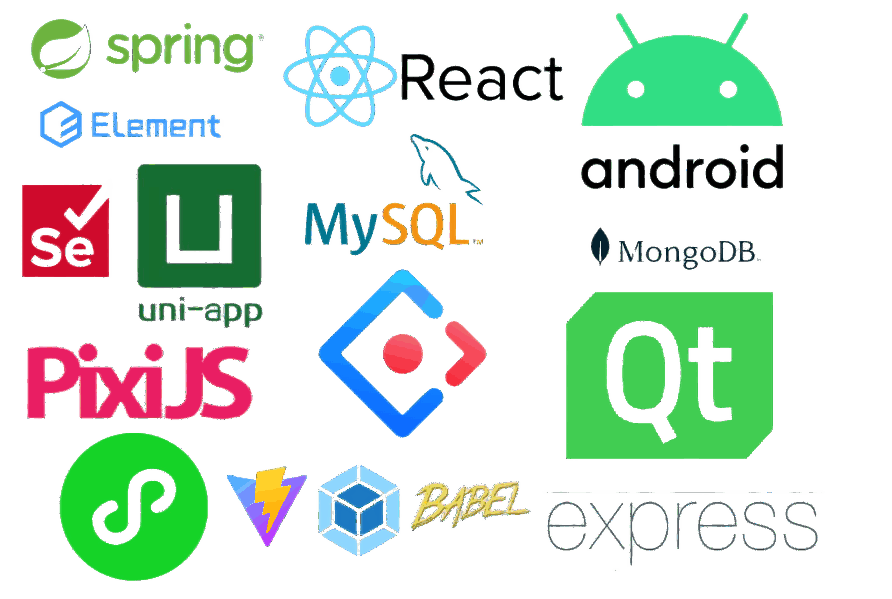 spring
React
Element
android
MySQL
Se
U
uni-app
MongoDB
PixiJS
Qt
BABEL
express